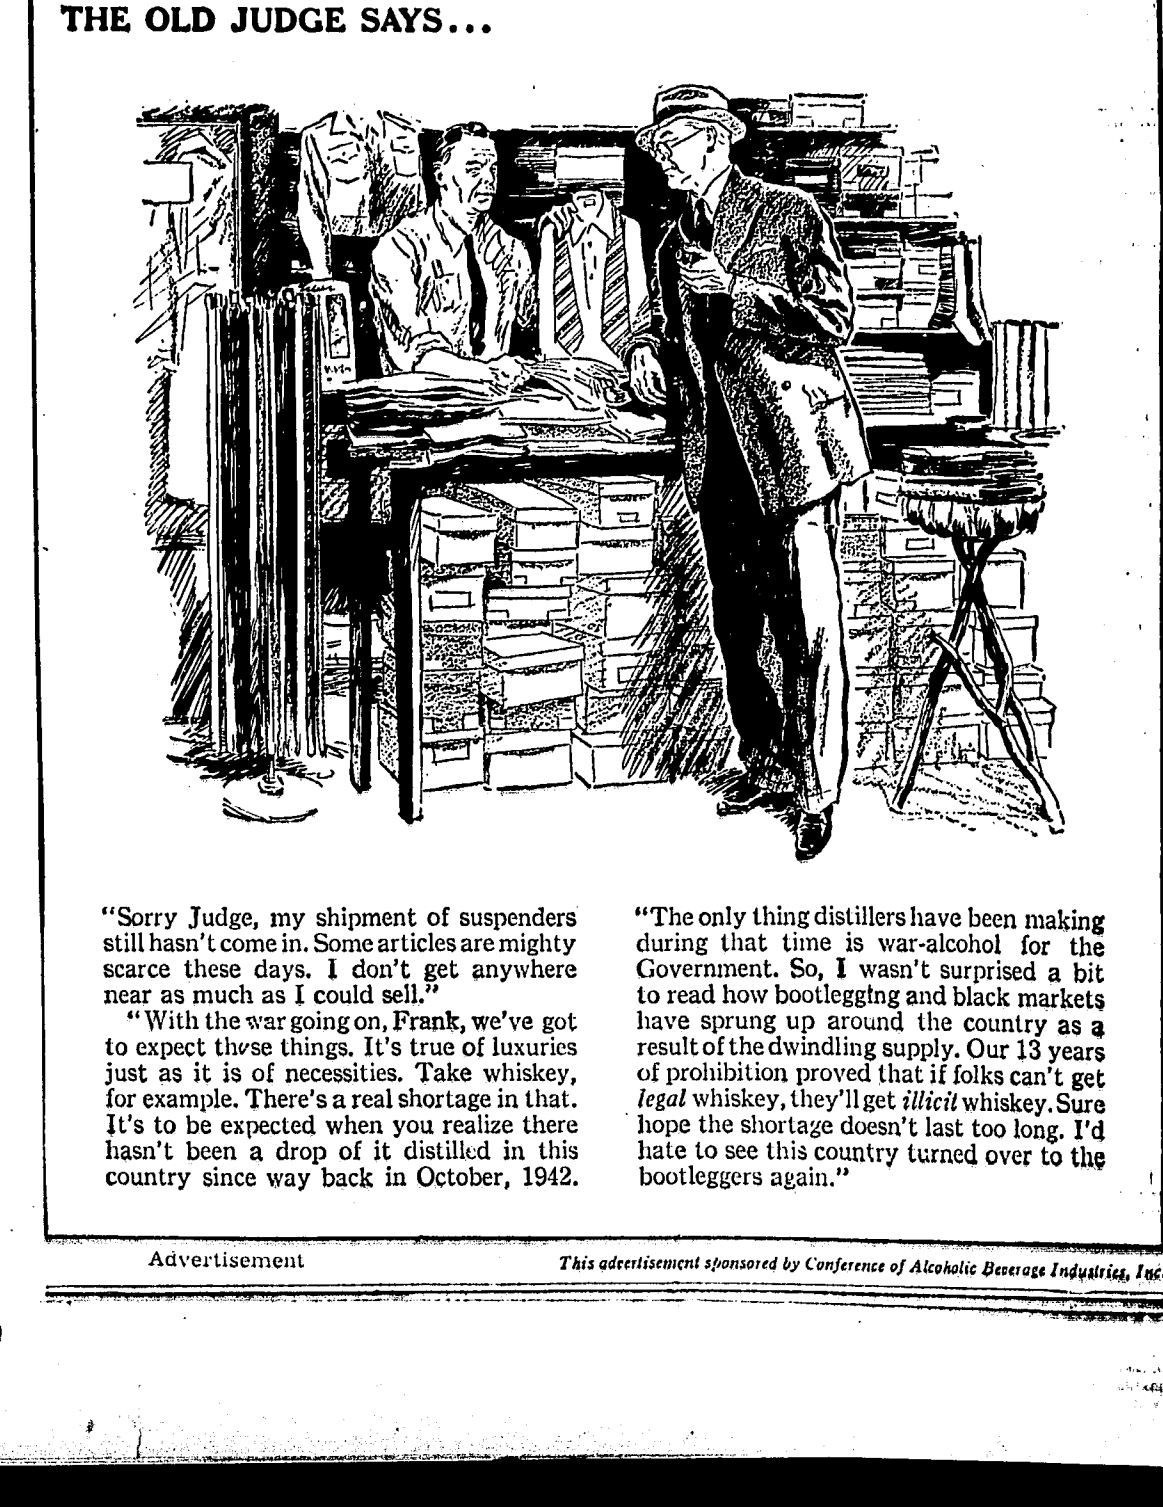 THE OLD JUDGE SAYS...
“Sorry Judge, my shipment of suspenders
still hasn't come in. Some articles are mighty
scarce these days. I don't get anywhere
near as much as I could sell.”
“With the war going on, Frank, we've got
to expect these things. It's true of luxuries
just as it is of necessities. Take whiskey,
for example. There's a real shortage in that.
It's to be expected when you realize there
hasn't been a drop of it distilled in this
country since way back in October, 1942.
“The only thing distillers have been making
during that time is war-alcohol for the
Government. So, I wasn't surprised a bit
to read how bootlegging and black markets
have sprung up around the country as a
result of the dwindling supply. Our 13 years
of prohibition proved that if folks can't get
legal whiskey, they'll get illicit whiskey. Sure
hope the shortage doesn't last too long. I'd
hate to see this country turned over to the
bootleggers again.”
Advertisement
This advertisement sponsored by Conference of Alcoholic Beverage Industries, Inc.